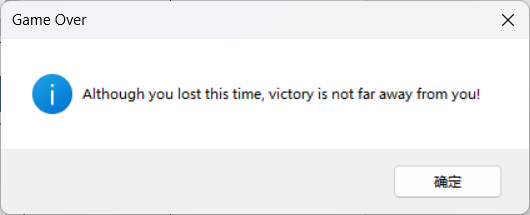 Game Over
Although you lost this time, victory is not far away from you!
确定